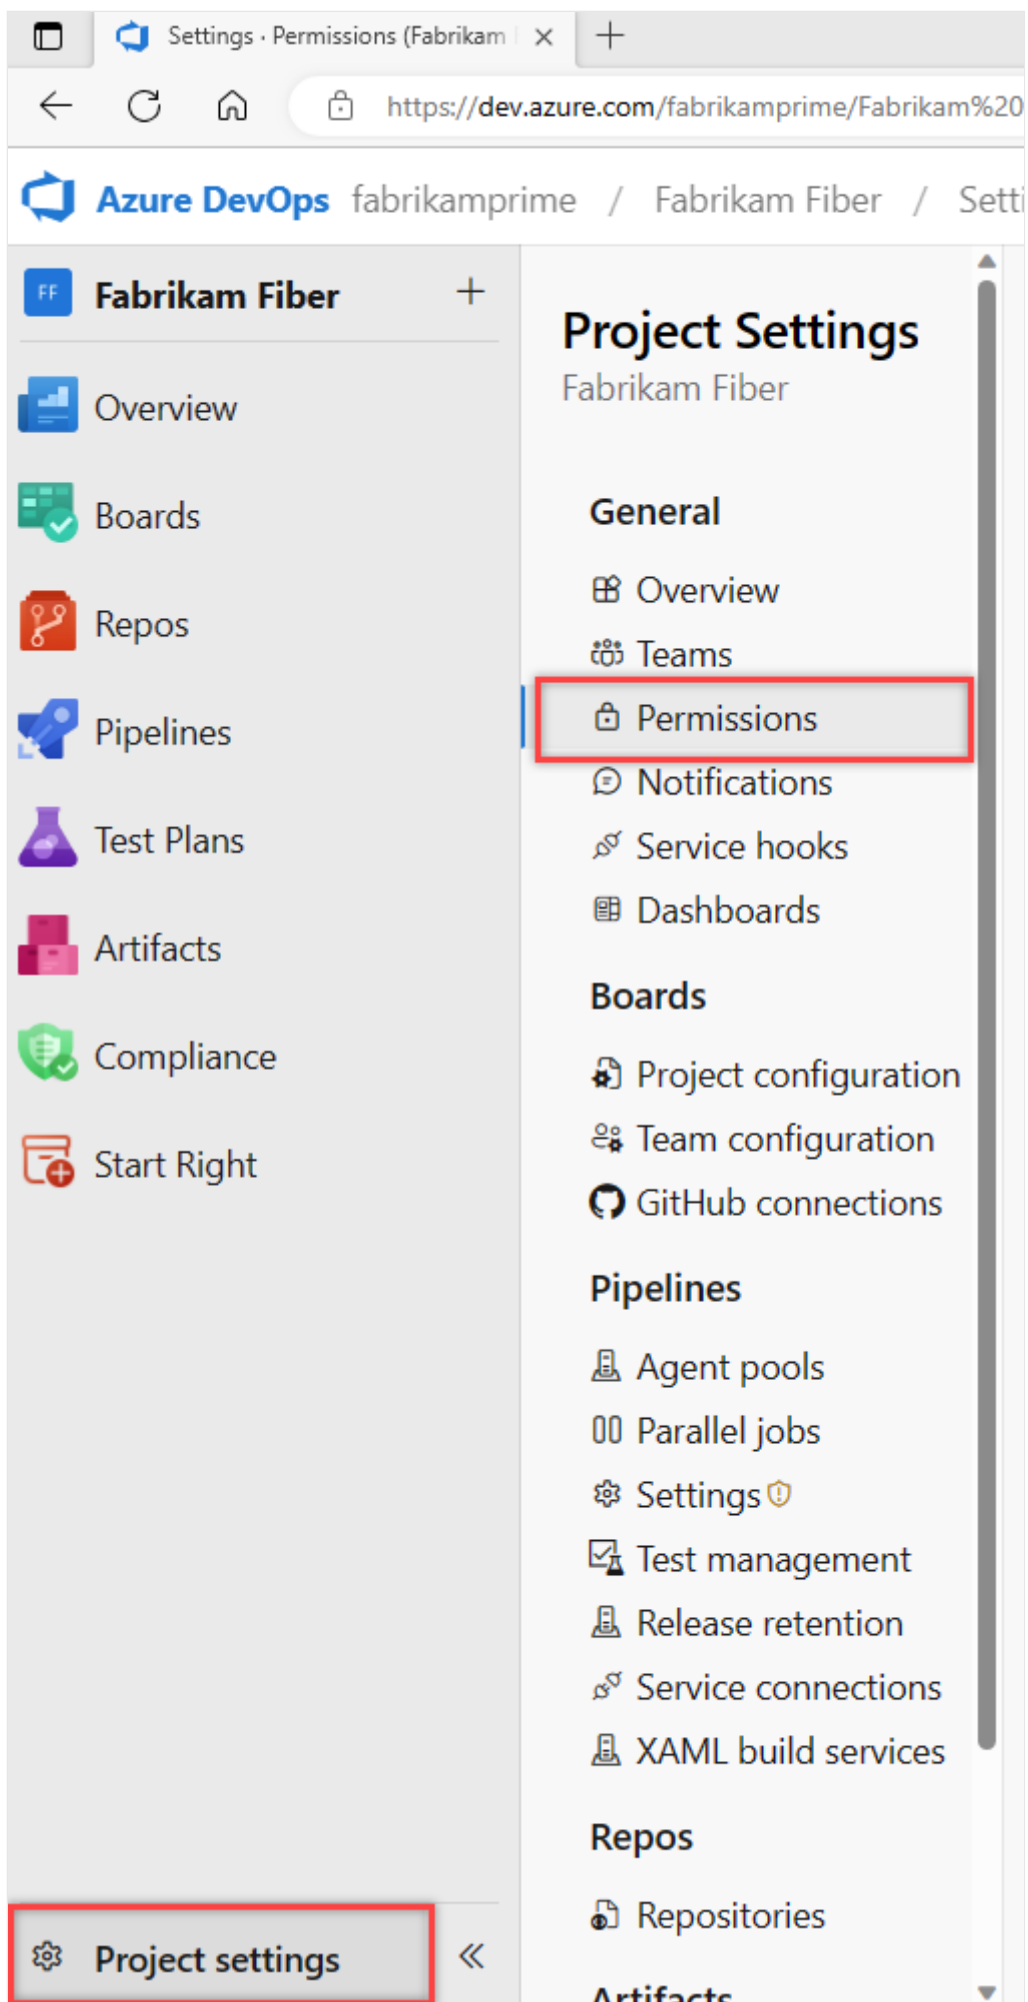 Settings · Permissions (Fabrikam
https://dev.azure.com/fabrikamprime/Fabrikam%20
Azure DevOps fabrikamprime / Fabrikam Fiber / Setti
FF Fabrikam Fiber
Overview
Boards
Repos
Pipelines
Test Plans
Artifacts
Compliance
Start Right
Project settings
Project Settings
Fabrikam Fiber
General
Overview
Teams
Permissions
Notifications
Service hooks
Dashboards
Boards
Project configuration
Team configuration
GitHub connections
Pipelines
Agent pools
Parallel jobs
Settings
Test management
Release retention
Service connections
XAML build services
Repos
Repositories
Artifacts